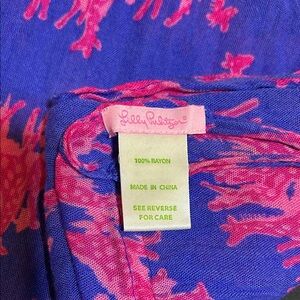 Lilly Pulitzer
100% RAYON
MADE IN CHINA
SEE REVERSE
FOR CARE